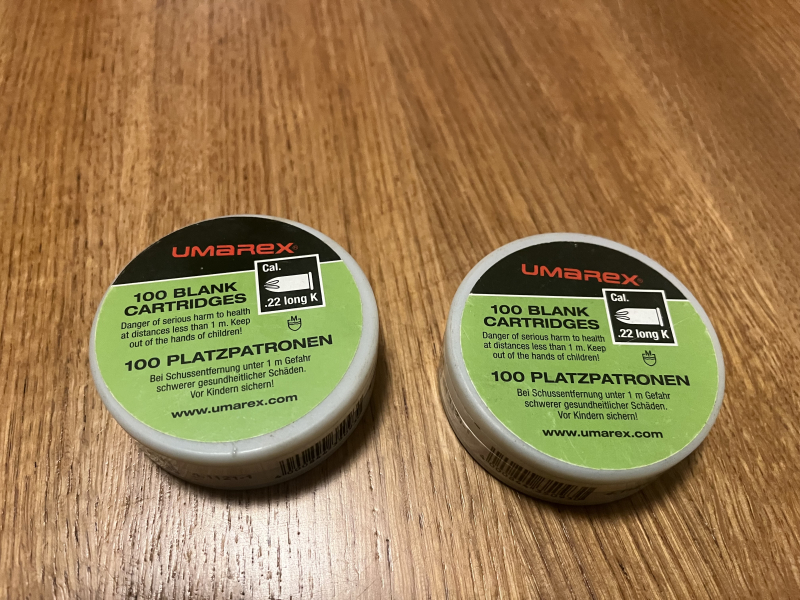 UMAREX®
Cal.
.22 long K
100 BLANK
CARTRIDGES
Danger of serious harm to health
at distances less than 1 m. Keep
out of the hands of children!
M
100 PLATZPATRONEN
Bei Schussentfernung unter 1 m Gefahr
schwerer gesundheitlicher Schäden.
Vor Kindern sichern!
www.umarex.com
UMAREX®
Cal.
.22 long K
100 BLANK
CARTRIDGES
Danger of serious harm to health
at distances less than 1 m. Keep
out of the hands of children!
M
100 PLATZPATRONEN
Bei Schussentfernung unter 1 m Gefahr
schwerer gesundheitlicher Schäden.
Vor Kindern sichern!
www.umarex.com